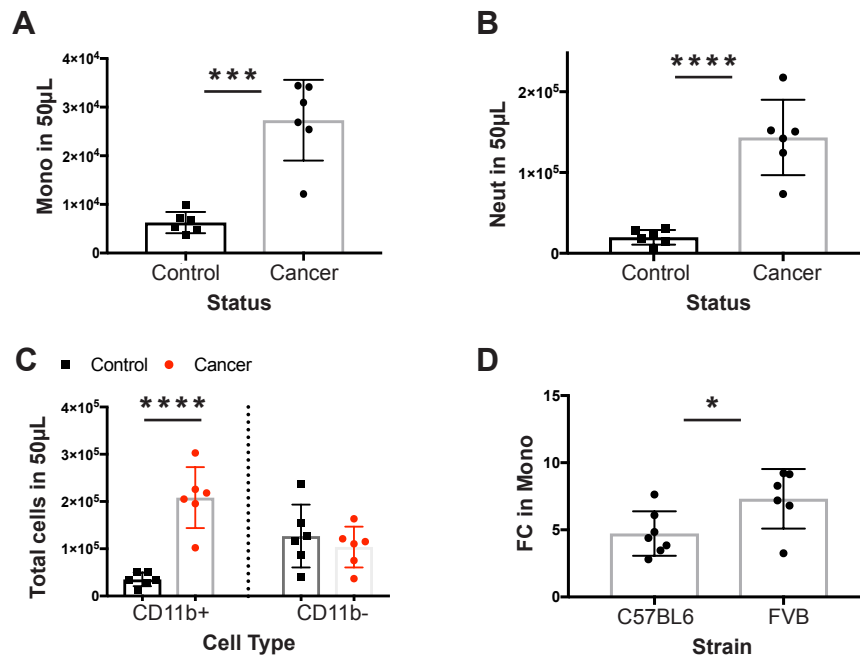 A
Mono in 50µL
4×10⁴
3×10⁴
2×10⁴
1×10⁴
0
***
Control
Cancer
Status
B
Neut in 50µL
2×10⁵
1×10⁵
0
****
Control
Cancer
Status
C
Control
Cancer
Total cells in 50µL
4×10⁵
3×10⁵
2×10⁵
1×10⁵
0
****
CD11b+
CD11b-
Cell Type
D
FC in Mono
15
10
5
0
*
C57BL6
FVB
Strain